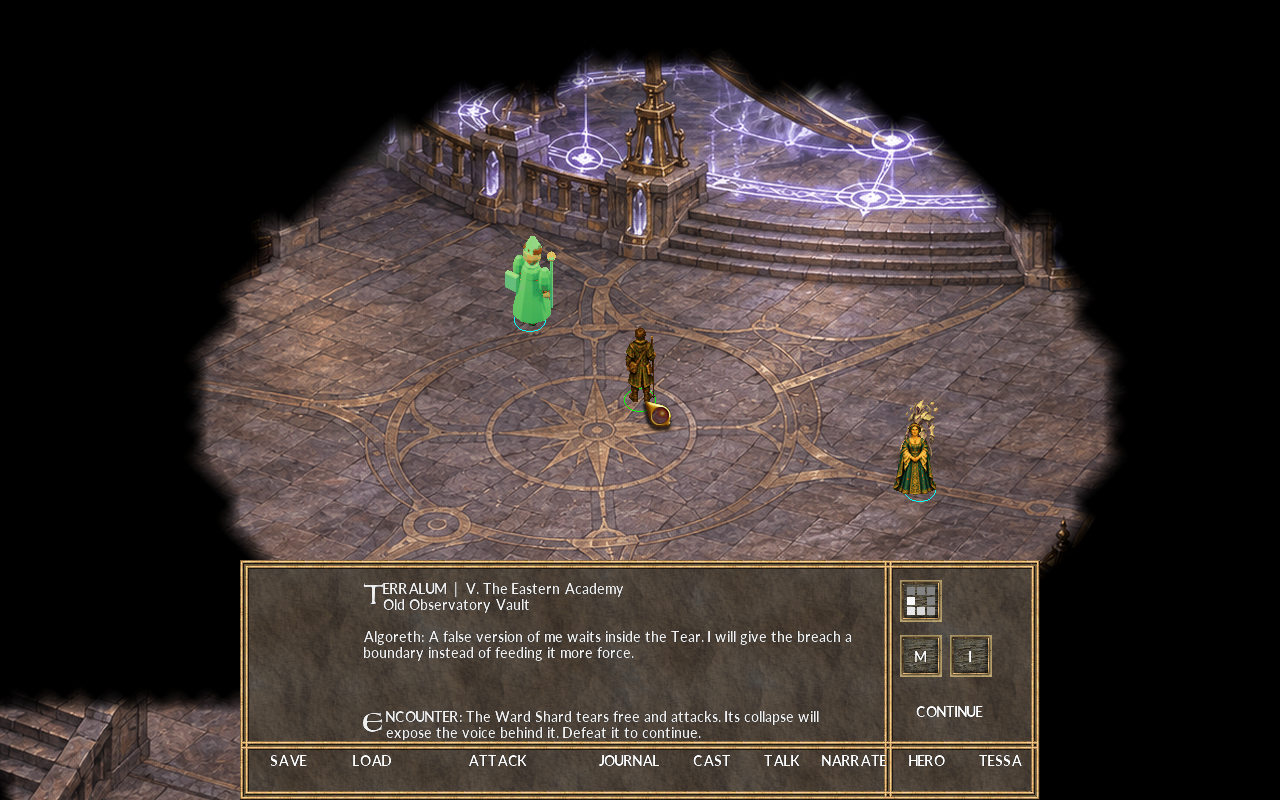 TERRALUM | V. The Eastern Academy
Old Observatory Vault
Algoreth: A false version of me waits inside the Tear. I will give the breach a
boundary instead of feeding it more force.
ENCOUNTER: The Ward Shard tears free and attacks. Its collapse will
expose the voice behind it. Defeat it to continue.
M I
CONTINUE
SAVE LOAD ATTACK JOURNAL CAST TALK NARRATE HERO TESSA